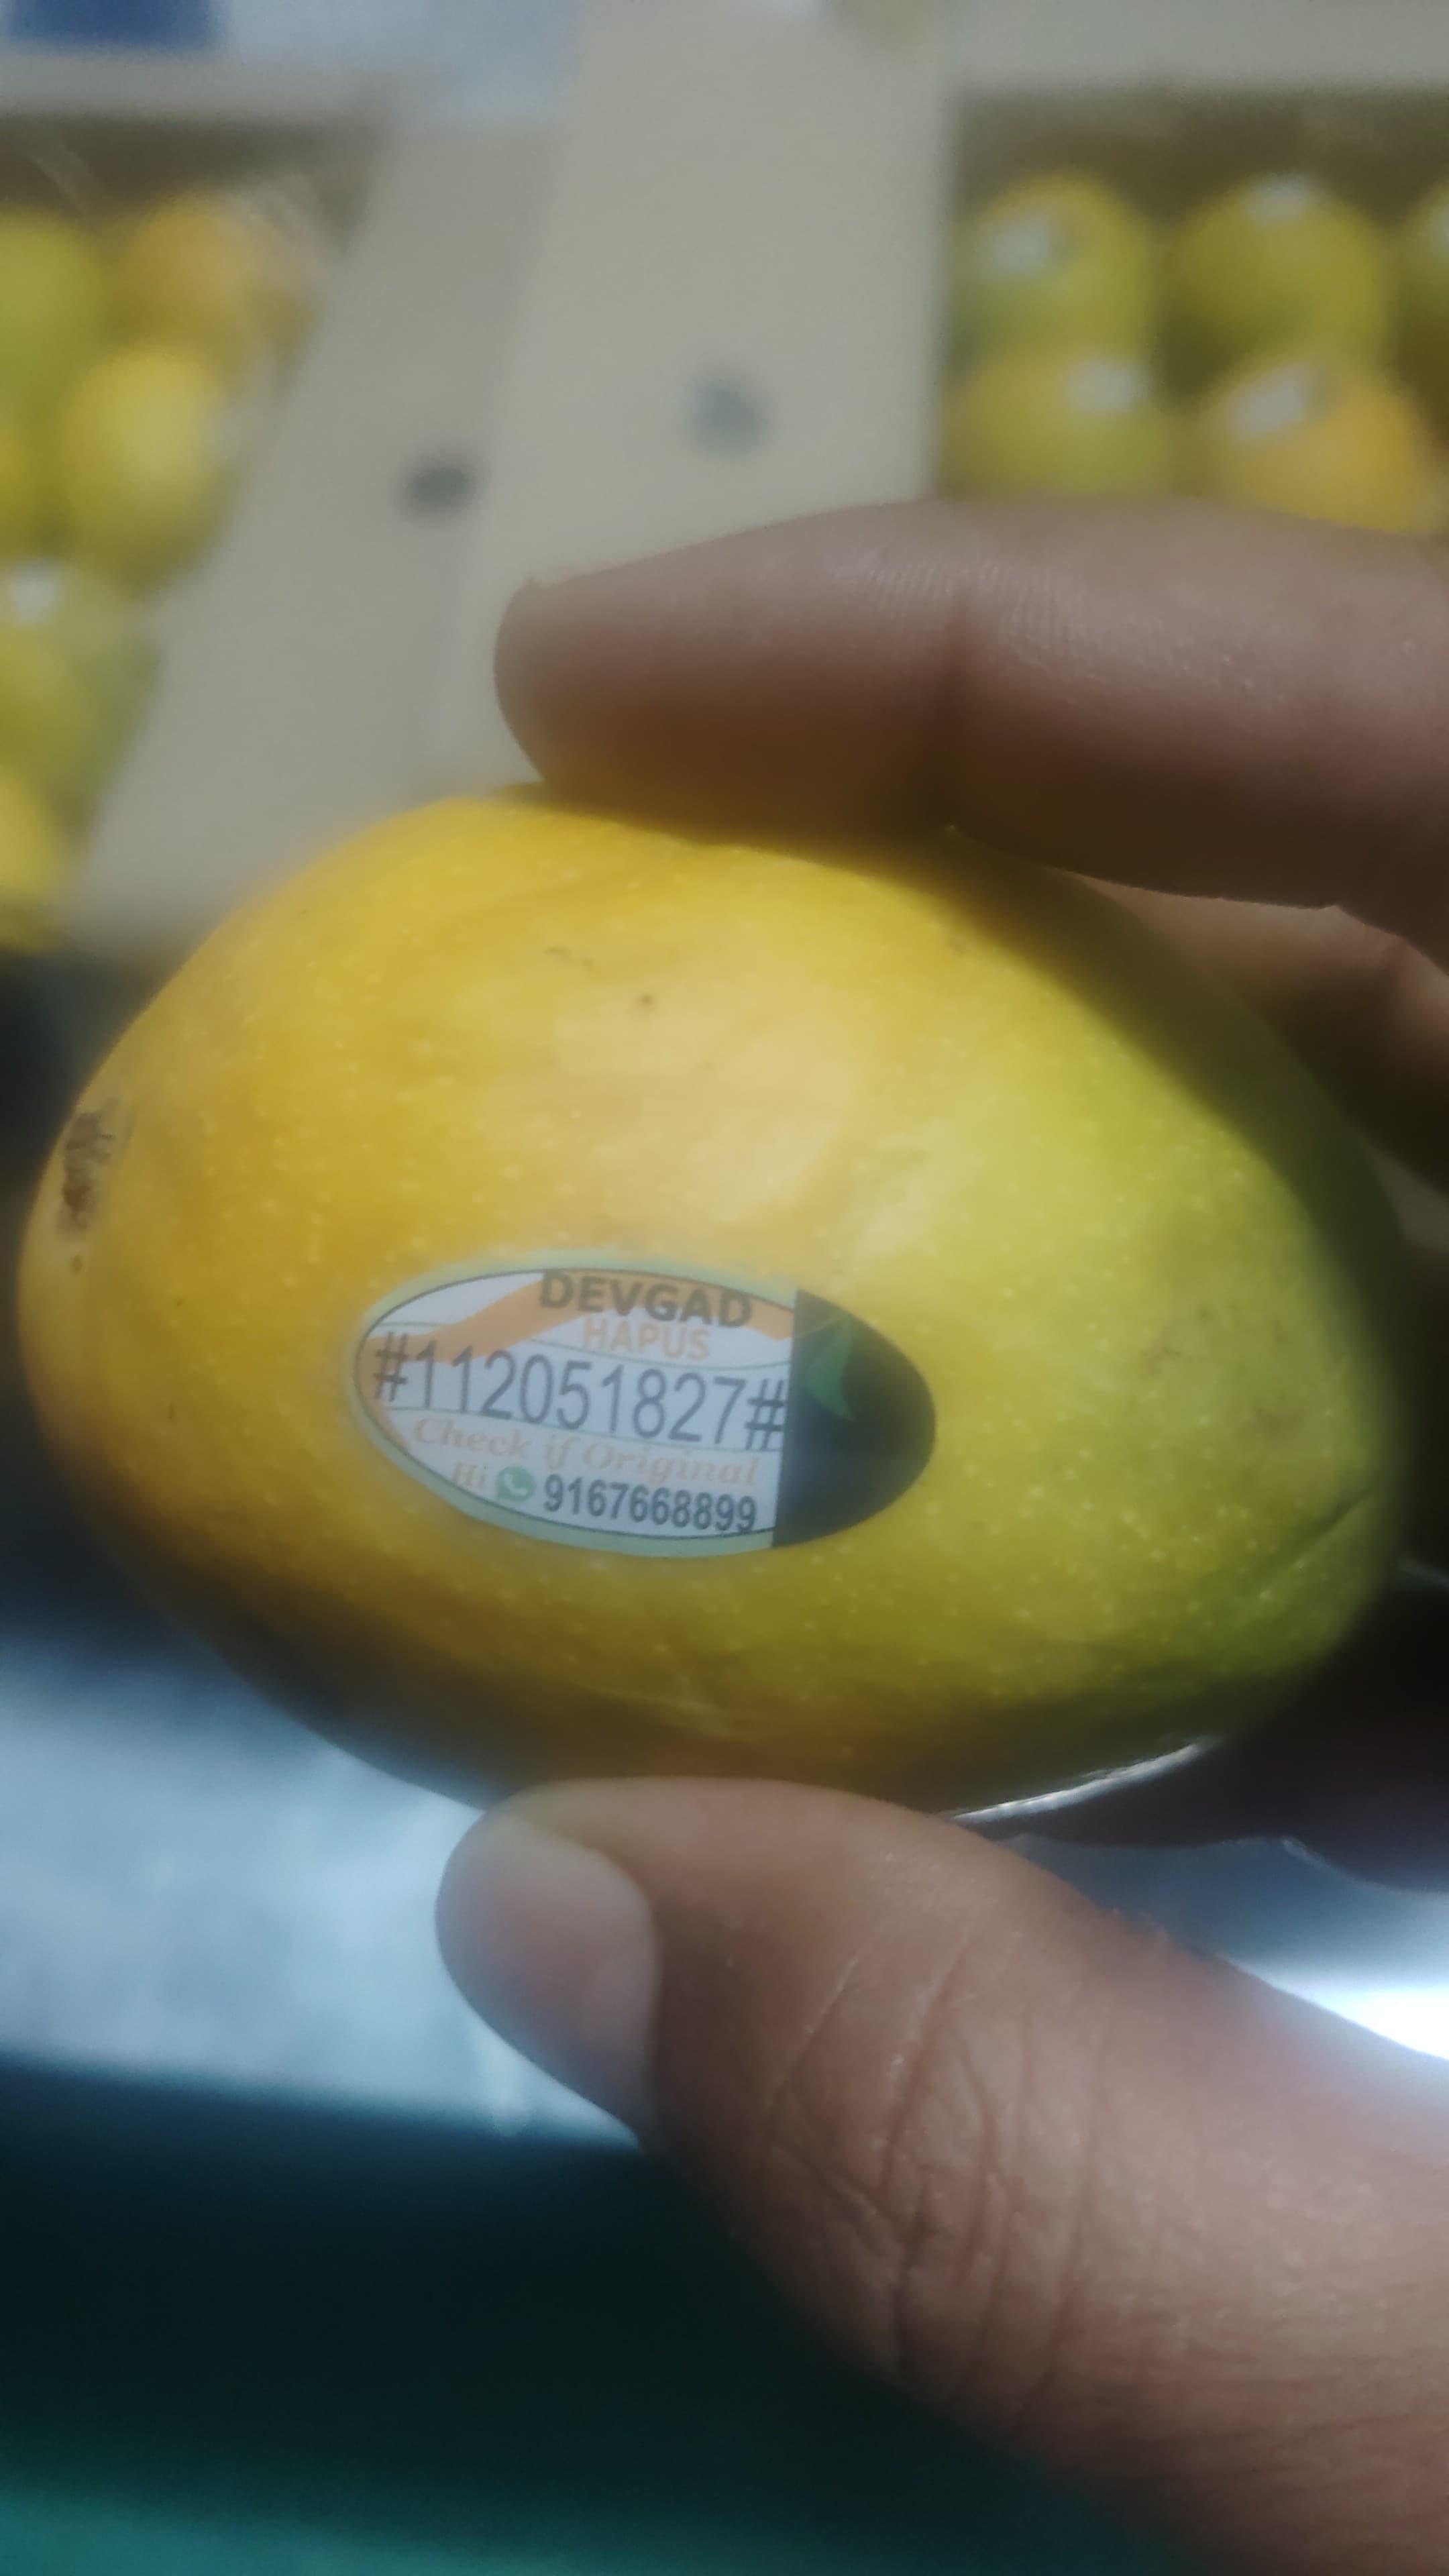 DEVGAD
HAPUS
#112051827#
Check if Original
Hi 9167668899